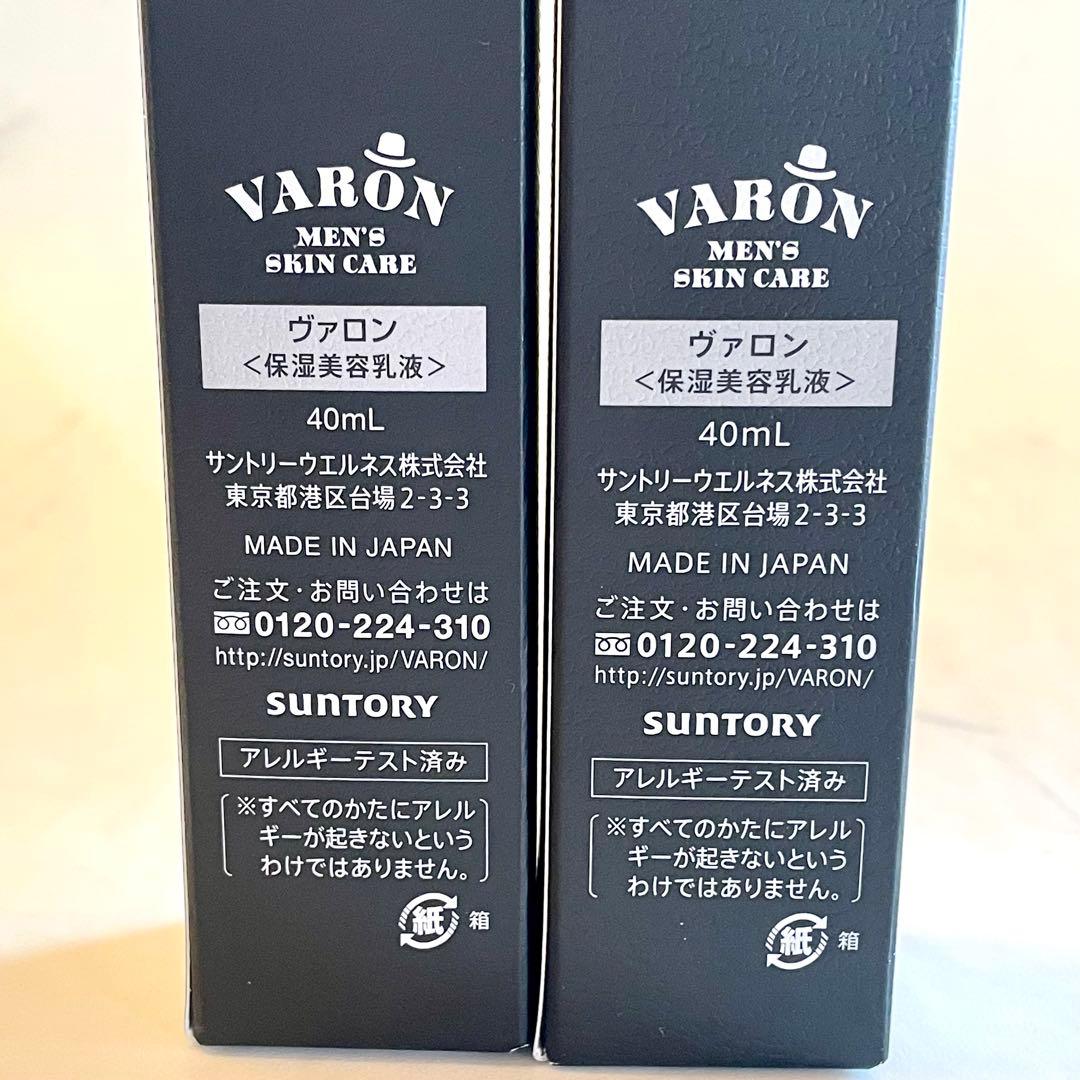 VARON
MEN'S
SKIN CARE
ヴァロン
<保湿美容乳液>
40mL
サントリーウエルネス株式会社
東京都港区台場2-3-3
MADE IN JAPAN
ご注文・お問い合わせは
0120-224-310
http://suntory.jp/VARON/
SUNTORY
アレルギーテスト済み
※すべてのかたにアレル
ギーが起きないという
わけではありません。
紙 箱
VARON
MEN'S
SKIN CARE
ヴァロン
<保湿美容乳液>
40mL
サントリーウエルネス株式会社
東京都港区台場2-3-3
MADE IN JAPAN
ご注文・お問い合わせは
0120-224-310
http://suntory.jp/VARON/
SUNTORY
アレルギーテスト済み
※すべてのかたにアレル
ギーが起きないという
わけではありません。
紙 箱